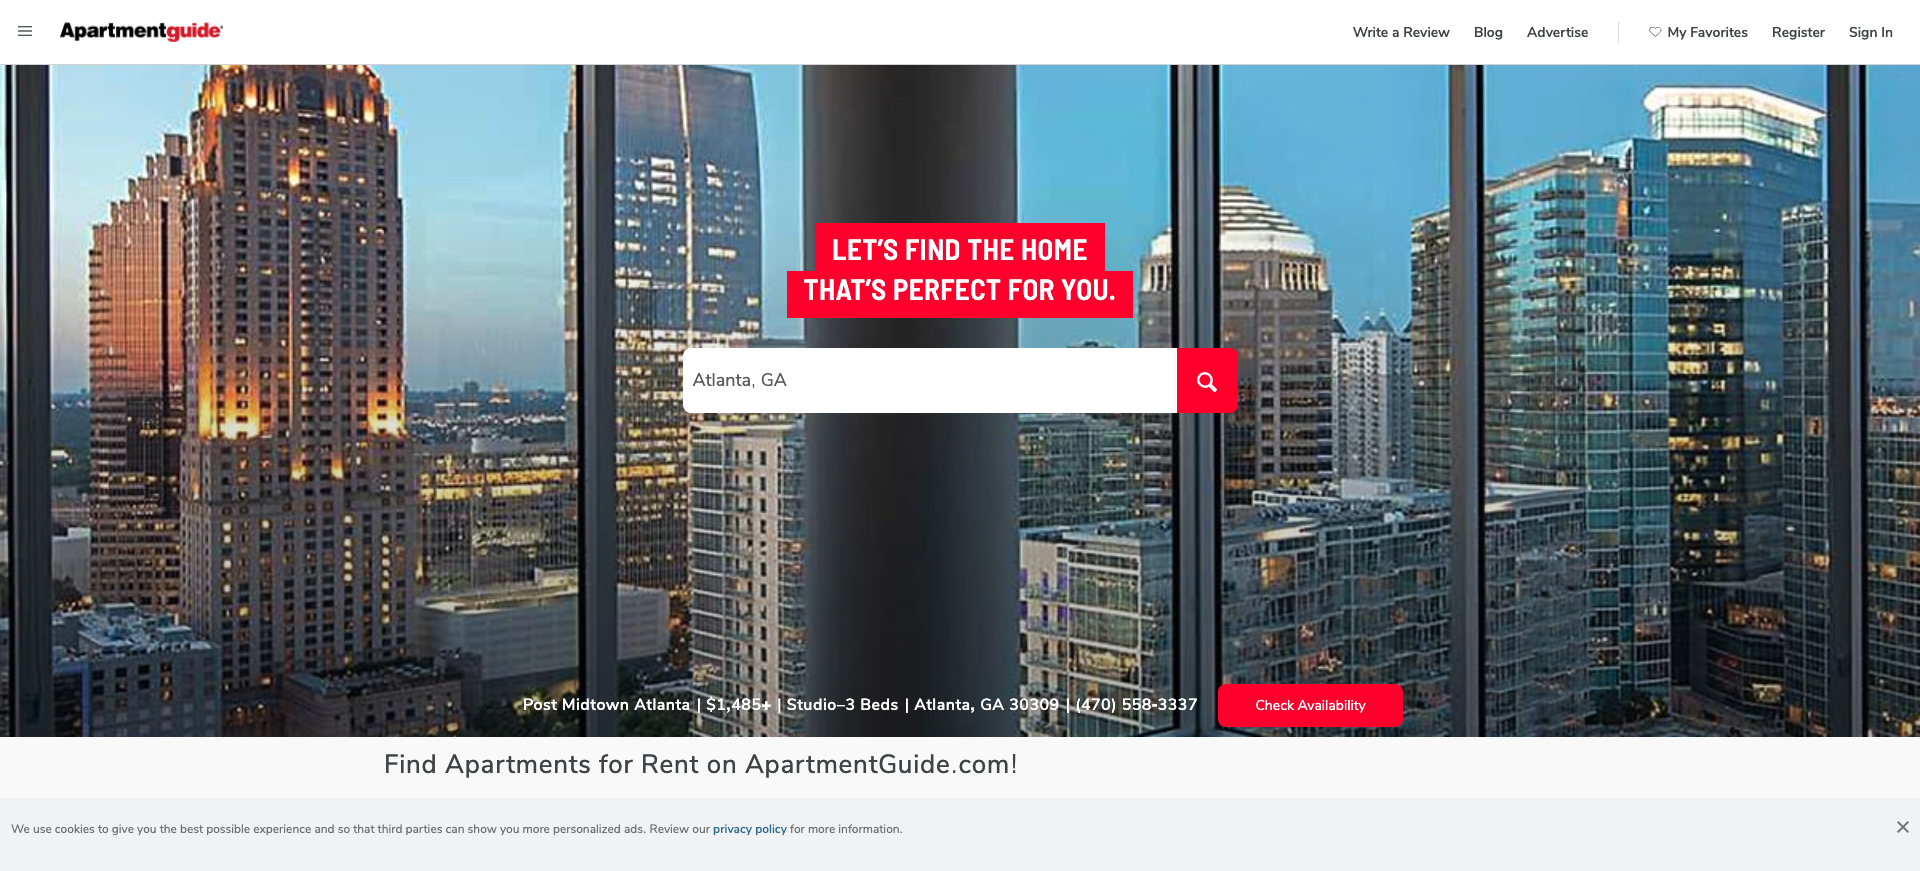 Apartmentguide
Write a Review
Blog
Advertise
My Favorites
Register
Sign In
LET'S FIND THE HOME
THAT'S PERFECT FOR YOU.
Atlanta, GA
Post Midtown Atlanta | $1,485+ | Studio–3 Beds | Atlanta, GA 30309 | (470) 558-3337
Check Availability
Find Apartments for Rent on ApartmentGuide.com!
We use cookies to give you the best possible experience and so that third parties can show you more personalized ads. Review our privacy policy for more information.